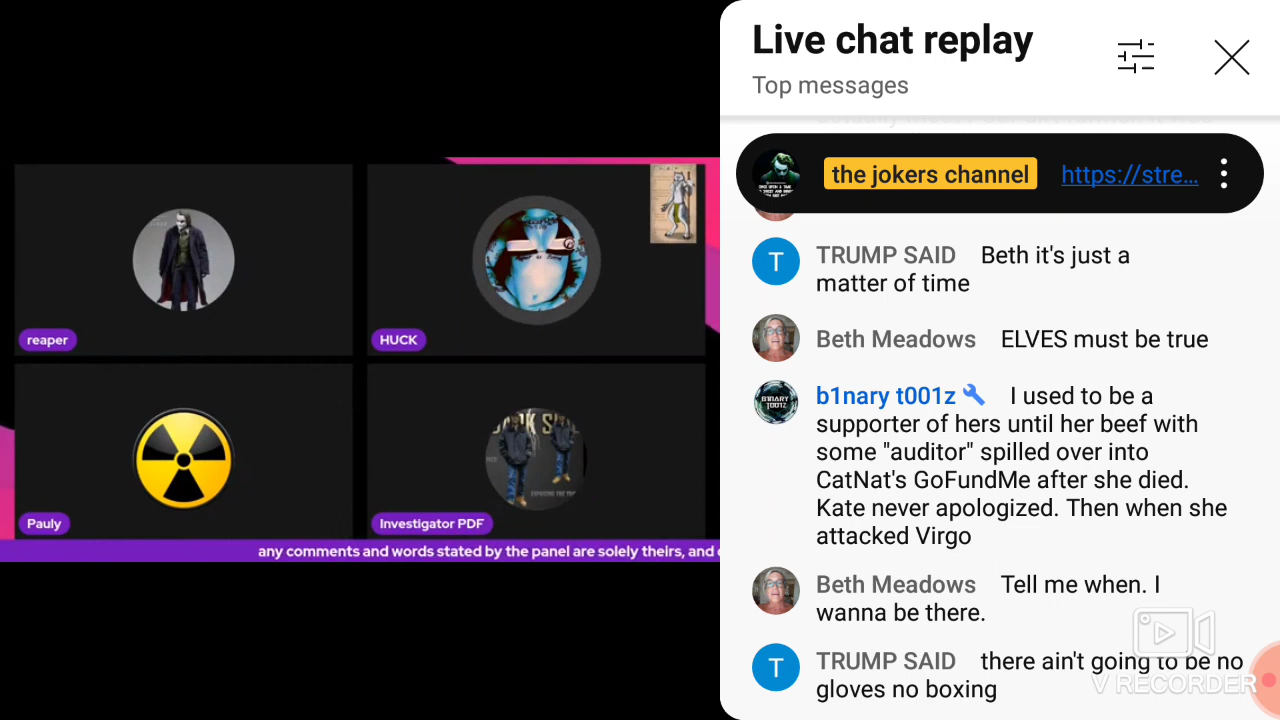 Live chat replay
Top messages
the jokers channel https://stre...
TRUMP SAID Beth it's just a
matter of time
Beth Meadows ELVES must be true
B1NARY
T001Z
b1nary t001z I used to be a
supporter of hers until her beef with
some "auditor" spilled over into
CatNat's GoFundMe after she died.
Kate never apologized. Then when she
attacked Virgo
Beth Meadows Tell me when. I
wanna be there.
T
TRUMP SAID there ain't going to be no
gloves no boxing
V RECORDER
reaper
HUCK
Pauly
Investigator PDF
any comments and words stated by the panel are solely theirs, and